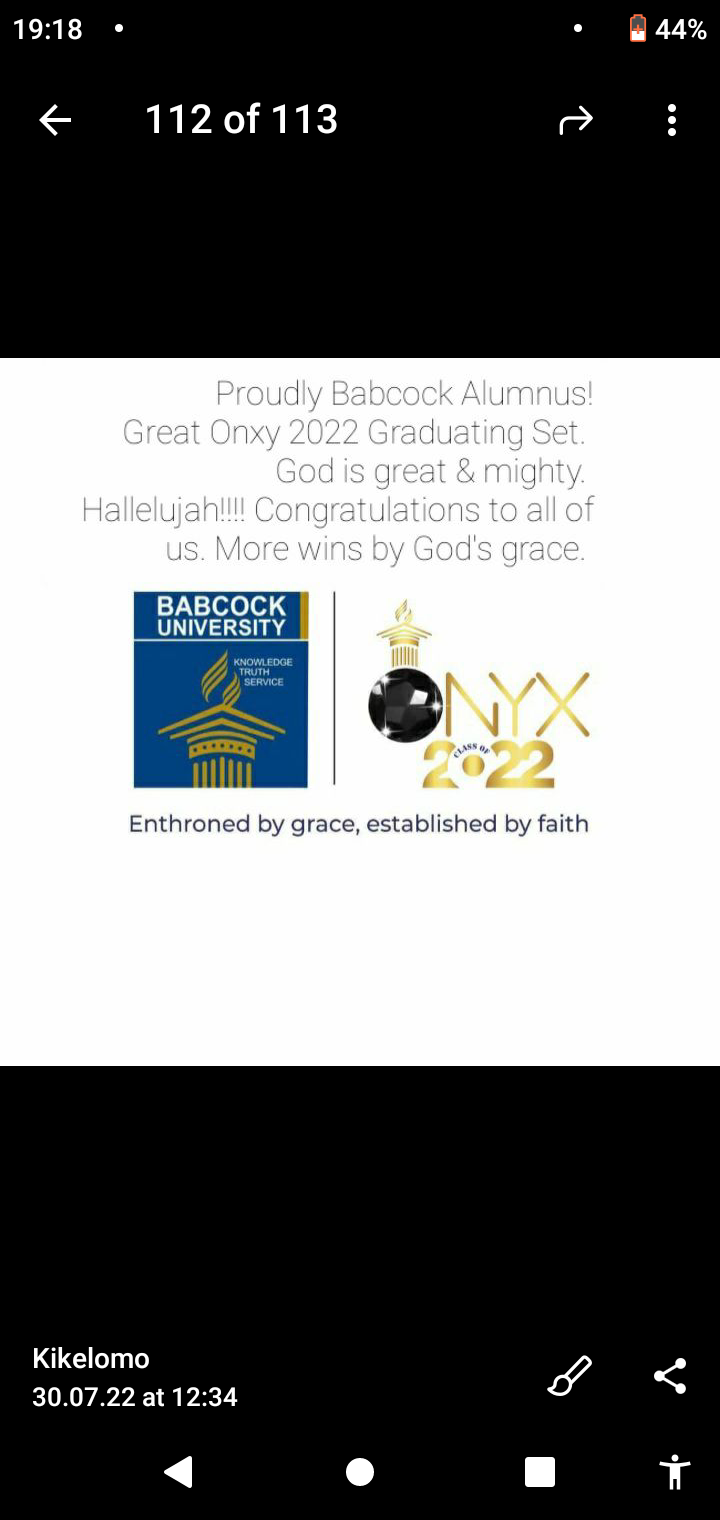 19:18
44%
112 of 113
Proudly Babcock Alumnus!
Great Onxy 2022 Graduating Set.
God is great & mighty.
Hallelujah!!!! Congratulations to all of
us. More wins by God's grace.
BABCOCK
UNIVERSITY
KNOWLEDGE
TRUTH
SERVICE
ONYX
CLASS OF
2022
Enthroned by grace, established by faith
Kikelomo
30.07.22 at 12:34